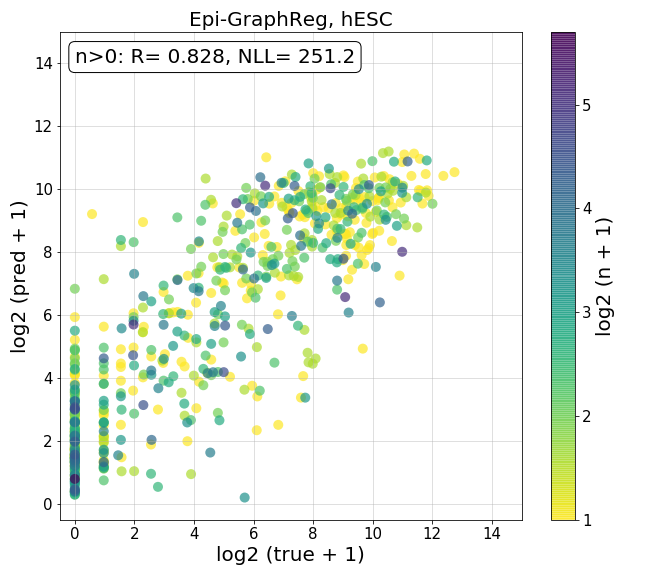 Epi-GraphReg, hESC
n>0: R= 0.828, NLL= 251.2
log2 (pred + 1)
14
12
10
8
6
4
2
0
0 2 4 6 8 10 12 14
log2 (true + 1)
5
4
3
2
1
log2 (n + 1)